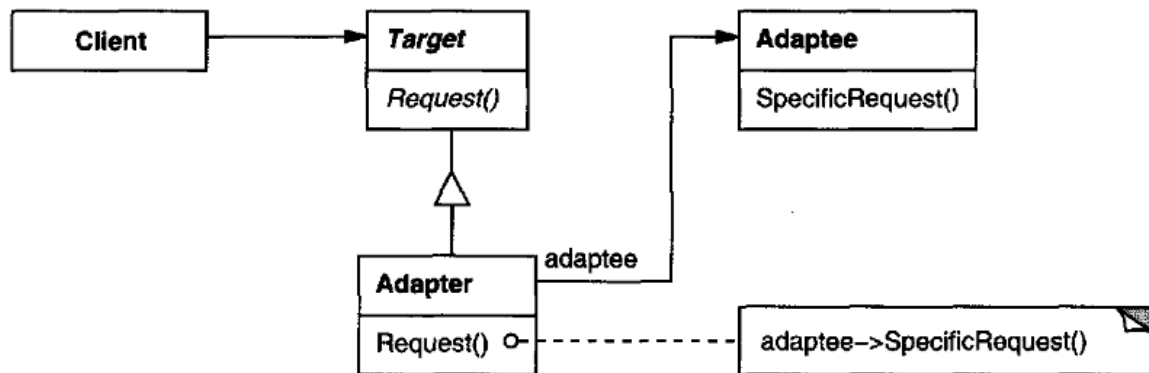 Client
Target
Request()
Adaptee
SpecificRequest()
adaptee
Adapter
Request()
adaptee->SpecificRequest()